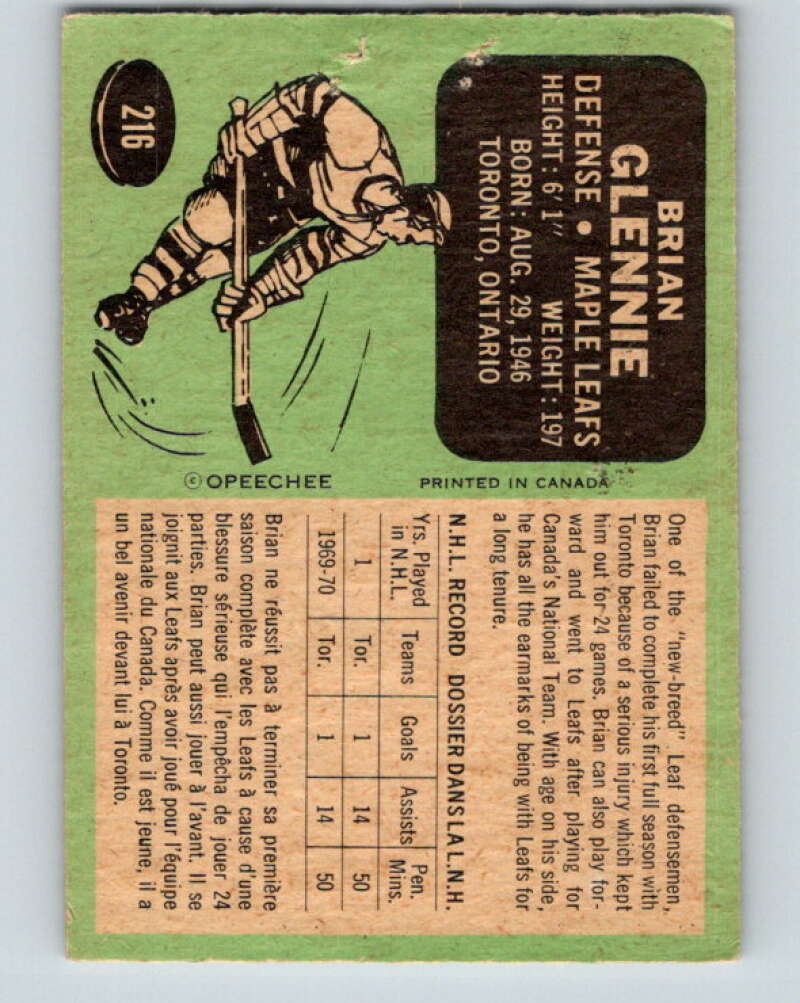 216
BRIAN
GLENNIE
DEFENSE • MAPLE LEAFS
HEIGHT: 6'1" WEIGHT: 197
BORN: AUG. 29, 1946
TORONTO, ONTARIO
© OPEECHEE
PRINTED IN CANADA
One of the "new-breed" Leaf defensemen,
Brian failed to complete his first full season with
Toronto because of a serious injury which kept
him out for 24 games. Brian can also play for-
ward and went to Leafs after playing for
Canada's National Team. With age on his side,
he has all the earmarks of being with Leafs for
a long tenure.
N.H.L. RECORD DOSSIER DANS LA L.N.H.
Yrs. Played in N.H.L. Teams Goals Assists Pen. Mins.
1 Tor. 1 14 50
1969-70 Tor. 1 14 50
Brian ne réussit pas à terminer sa première
saison complète avec les Leafs à cause d'une
blessure sérieuse qui l'empêcha de jouer 24
parties. Brian peut aussi jouer à l'avant. Il se
joignit aux Leafs après avoir joué pour l'équipe
nationale du Canada. Comme il est jeune, il a
un bel avenir devant lui à Toronto.